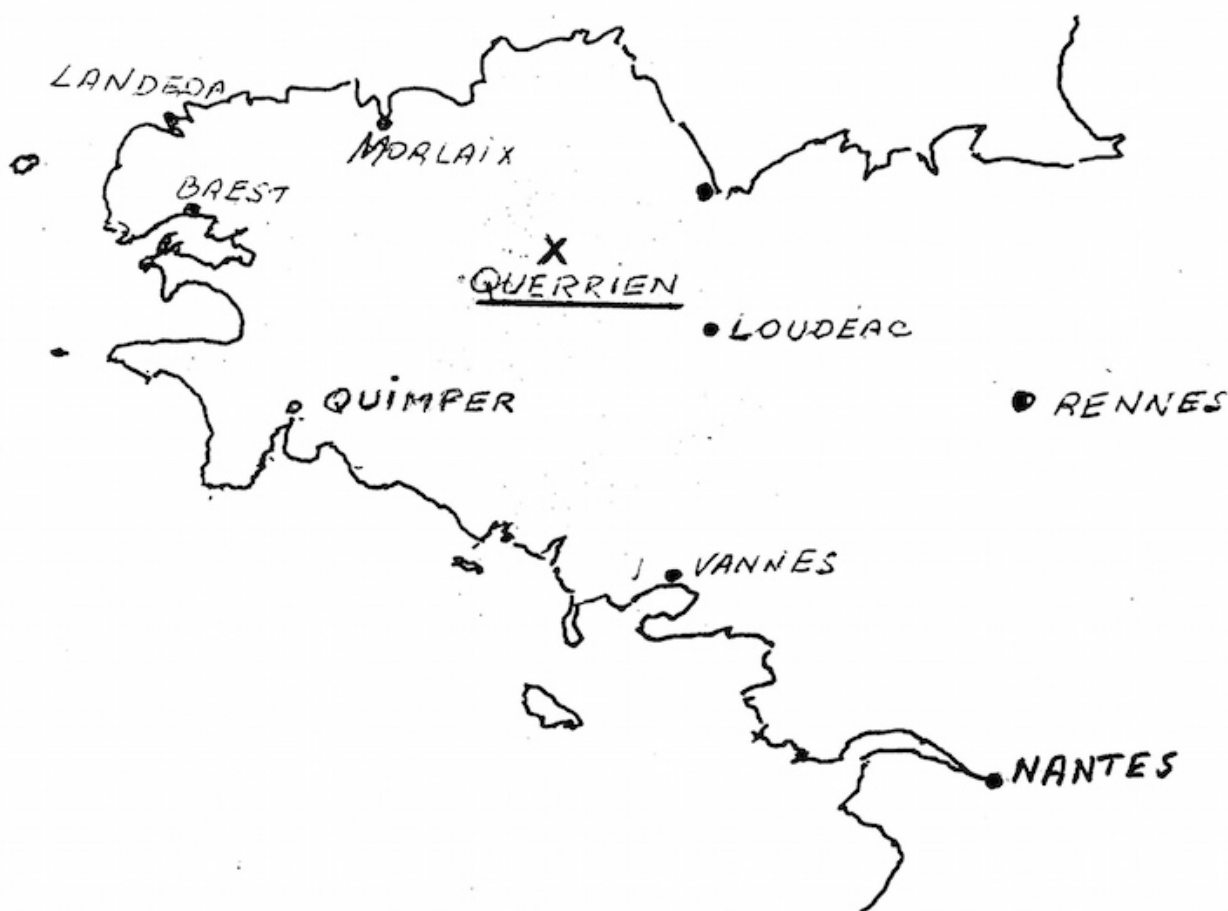 LANDEDA
MORLAiX
BREST
X
QUERRIEN
LOUDEAC
QUiMPER
RENNES
VANNES
NANTES